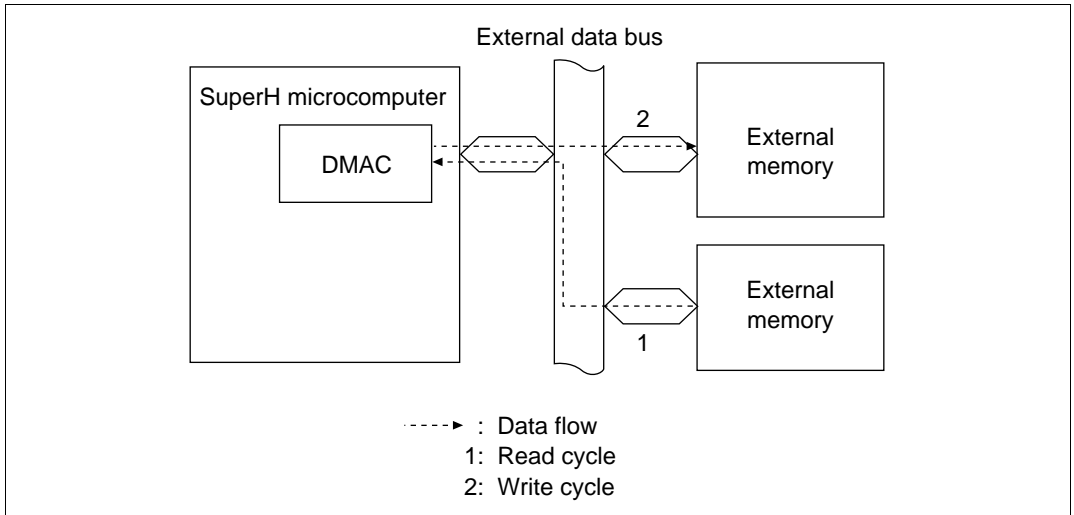 External data bus
SuperH microcomputer
DMAC
2
External
memory
External
memory
1
: Data flow
1: Read cycle
2: Write cycle